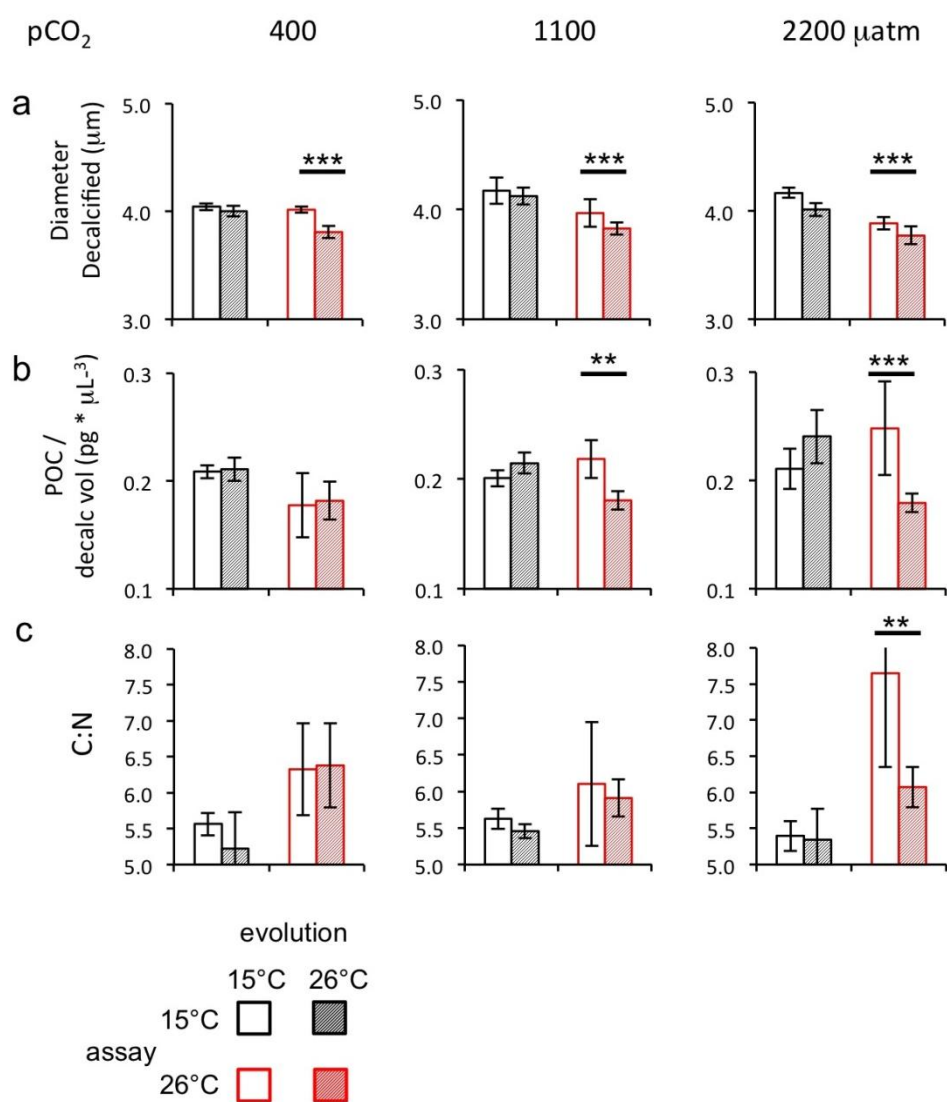 pCO₂ 400 1100 2200 μatm
a
Diameter
Decalcified (μm)
5.0 5.0 5.0
*** *** ***
4.0 4.0 4.0
3.0 3.0 3.0
b
POC /
decalc vol (pg * μL⁻³)
** ***
0.3 0.3 0.3
0.2 0.2 0.2
0.1 0.1 0.1
c
C:N
**
8.0 8.0 8.0
7.5 7.5 7.5
7.0 7.0 7.0
6.5 6.5 6.5
6.0 6.0 6.0
5.5 5.5 5.5
5.0 5.0 5.0
evolution
15°C 26°C
15°C
assay
26°C